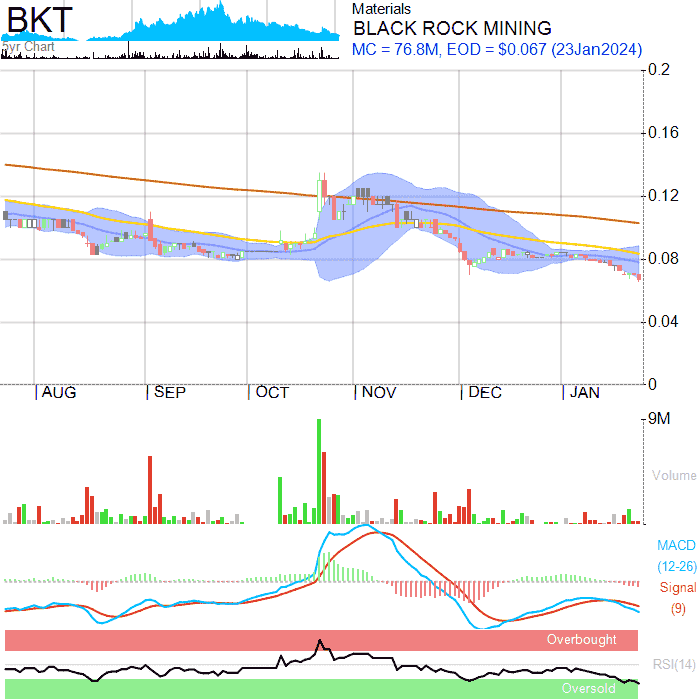 BKT
5yr Chart
Materials
BLACK ROCK MINING
MC = 76.8M, EOD = $0.067 (23Jan2024)
0.2
0.16
0.12
0.08
0.04
0
AUG
SEP
OCT
NOV
DEC
JAN
9M
Volume
MACD
(12-26)
Signal
(9)
Overbought
RSI(14)
Oversold